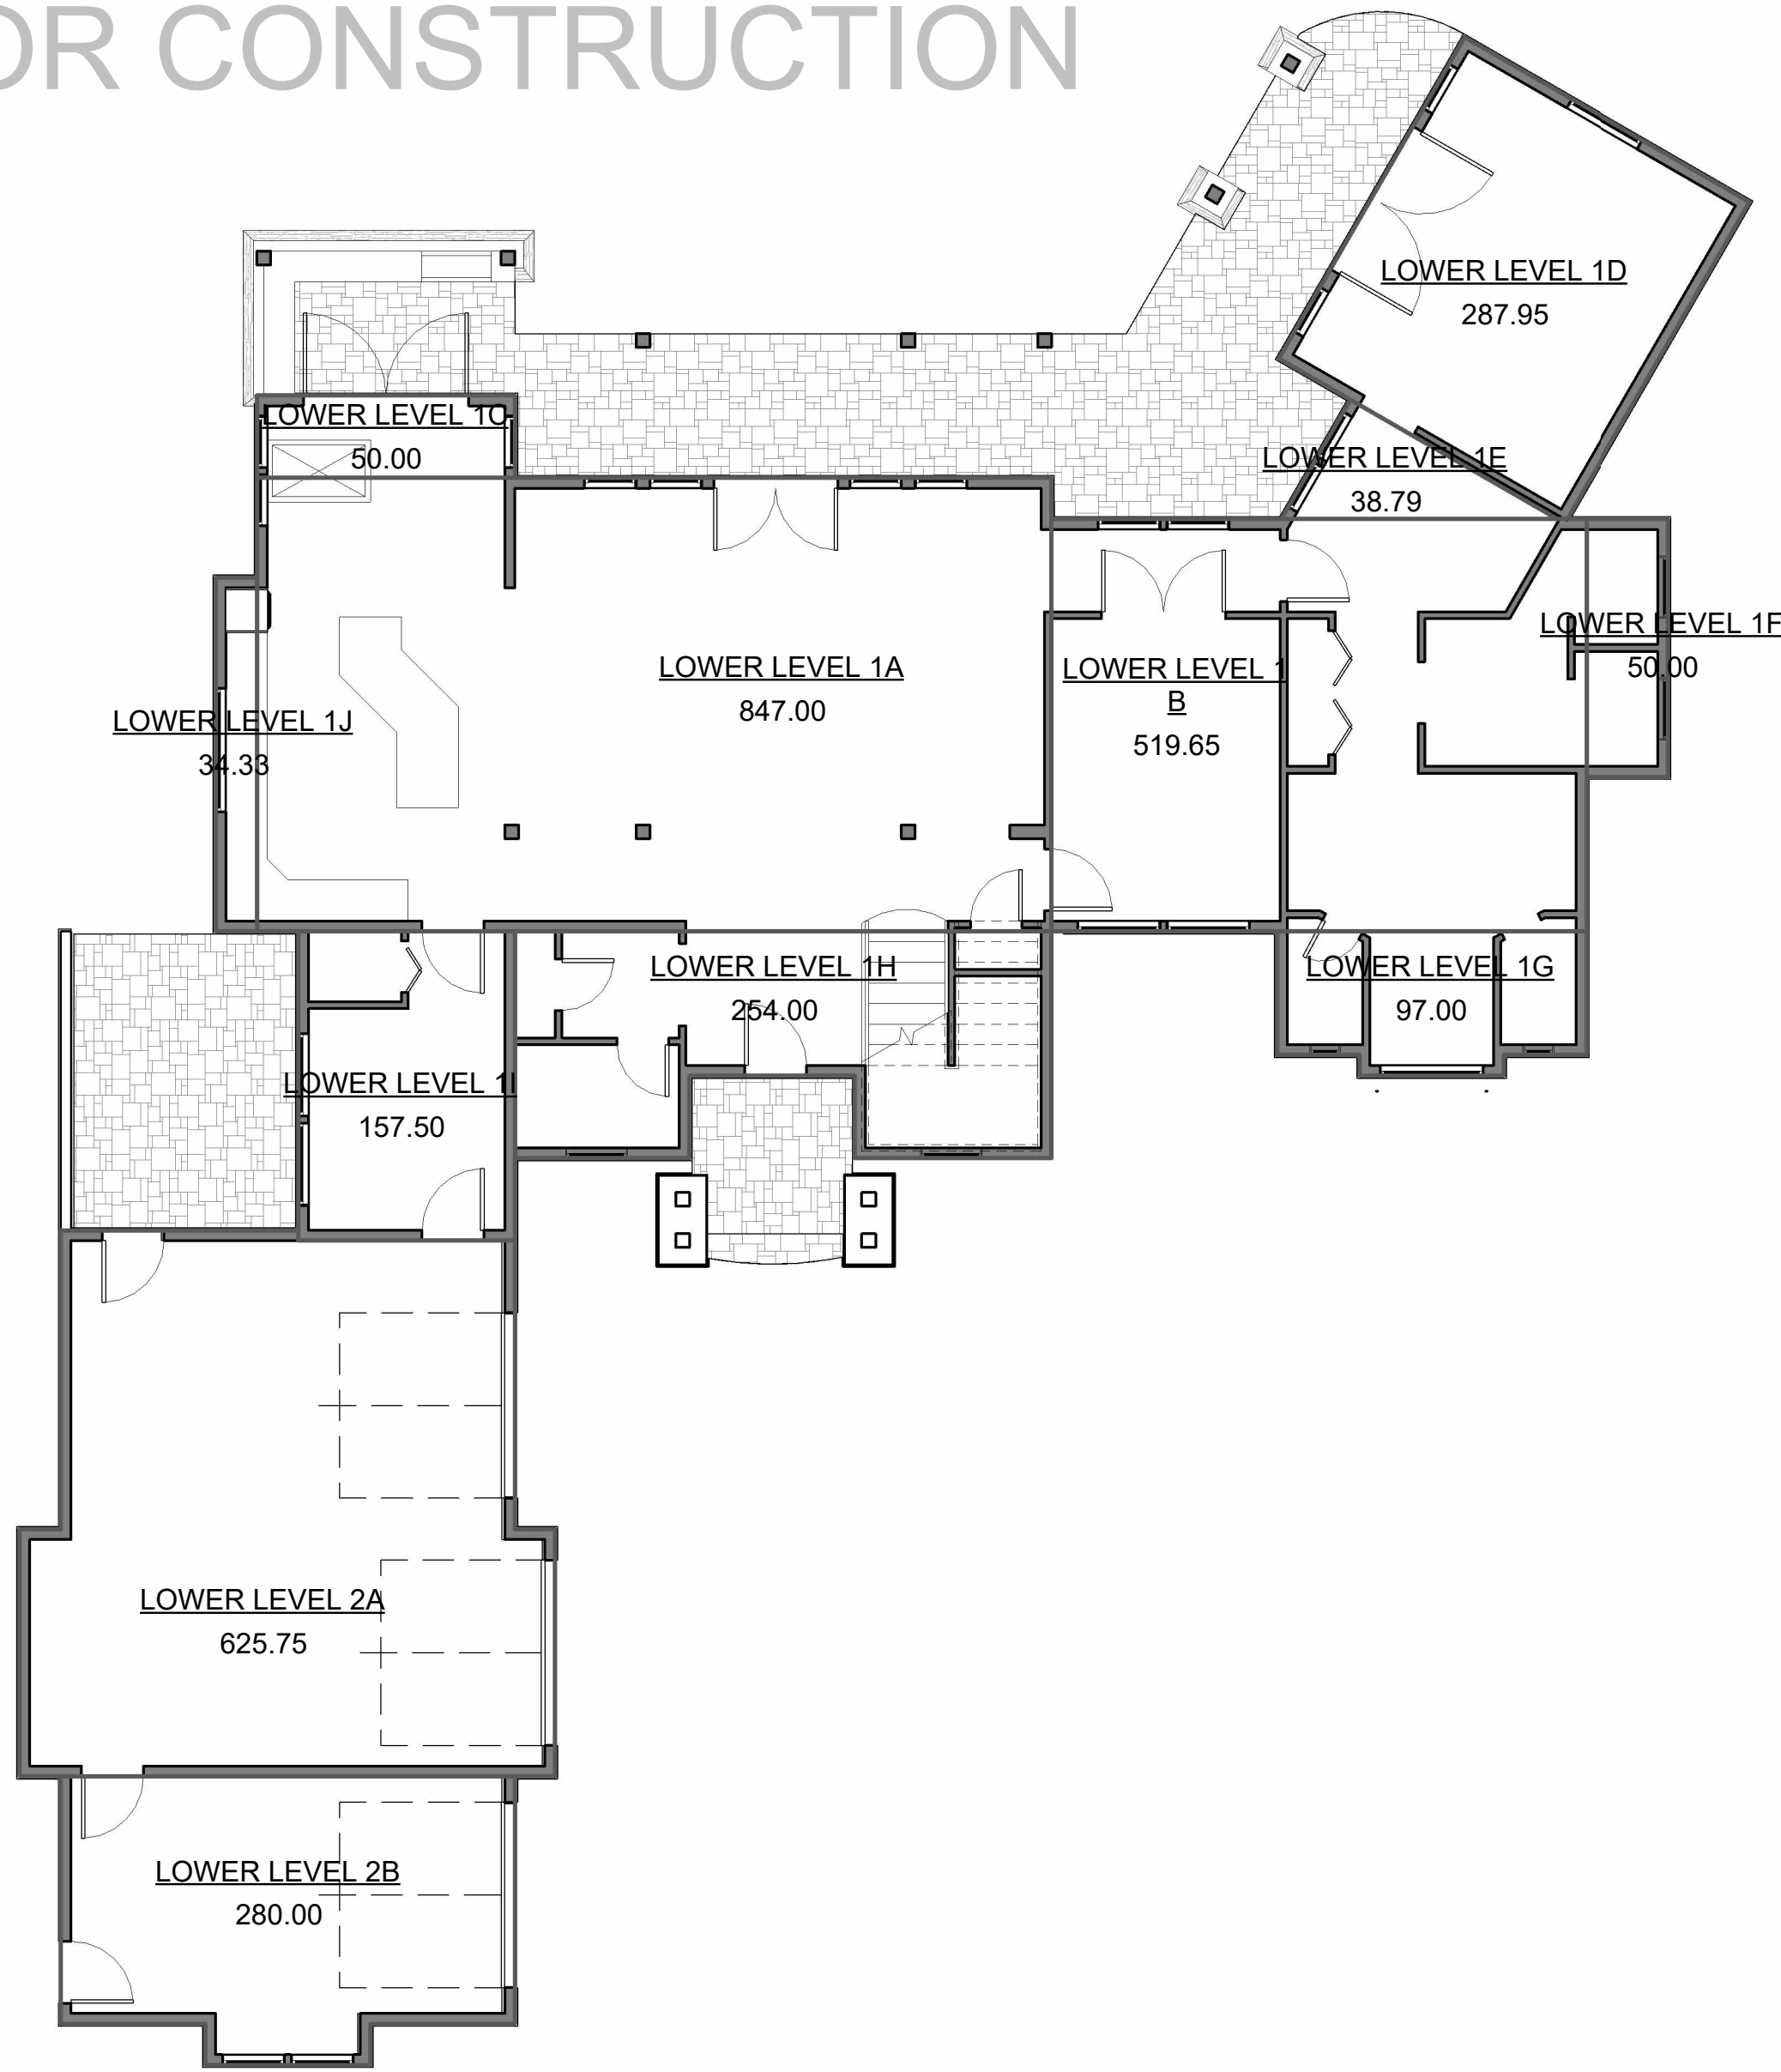 OR CONSTRUCTION
LOWER LEVEL 1D
287.95
LOWER LEVEL 1C
50.00
LOWER LEVEL 1E
38.79
LOWER LEVEL 1F
50.00
LOWER LEVEL 1A
847.00
LOWER LEVEL 1
B
519.65
LOWER LEVEL 1J
34.33
LOWER LEVEL 1H
254.00
LOWER LEVEL 1G
97.00
LOWER LEVEL 1I
157.50
LOWER LEVEL 2A
625.75
LOWER LEVEL 2B
280.00